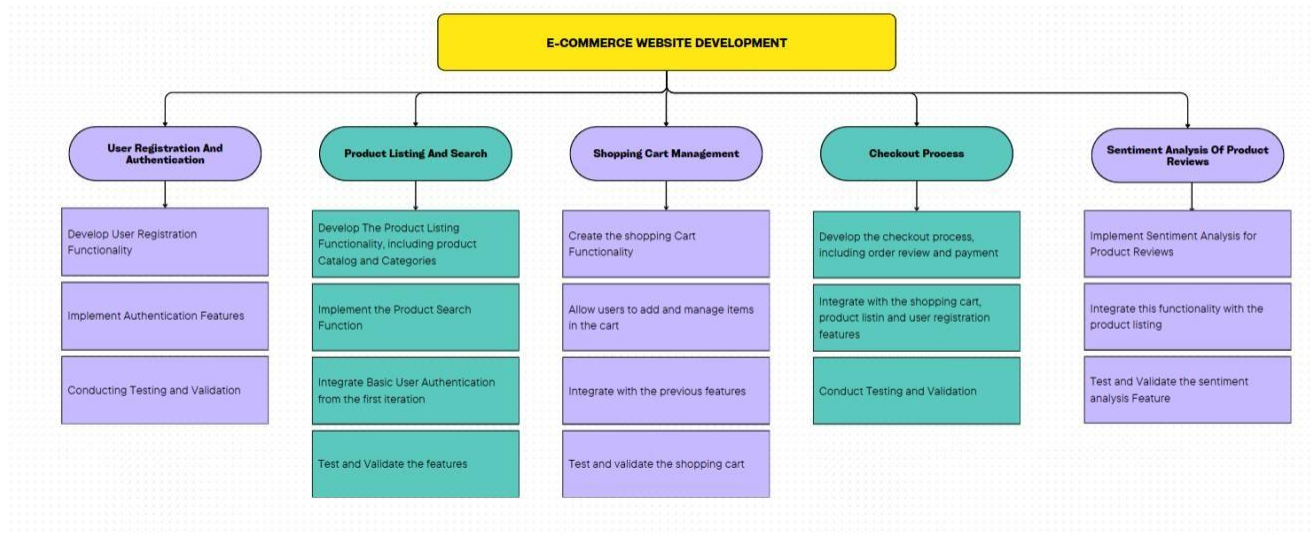 E-COMMERCE WEBSITE DEVELOPMENT
User Registration And
Authentication
Develop User Registration
Functionality
Implement Authentication Features
Conducting Testing and Validation
Product Listing And Search
Develop The Product Listing
Functionality, including product
Catalog and Categories
Implement the Product Search
Function
Integrate Basic User Authentication
from the first iteration
Test and Validate the features
Shopping Cart Management
Create the shopping Cart
Functionality
Allow users to add and manage items
in the cart
Integrate with the previous features
Test and validate the shopping cart
Checkout Process
Develop the checkout process,
including order review and payment
Integrate with the shopping cart,
product listin and user registration
features
Conduct Testing and Validation
Sentiment Analysis Of Product
Reviews
Implement Sentiment Analysis for
Product Reviews
Integrate this functionality with the
product listing
Test and Validate the sentiment
analysis Feature